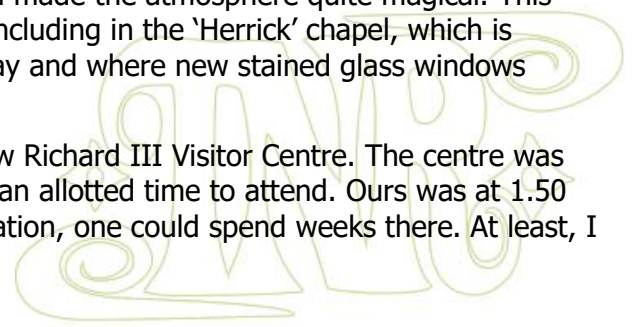 made the atmosphere quite magical. This
ncluding in the ‘Herrick’ chapel, which is
ay and where new stained glass windows
w Richard III Visitor Centre. The centre was
an allotted time to attend. Ours was at 1.50
ation, one could spend weeks there. At least, I